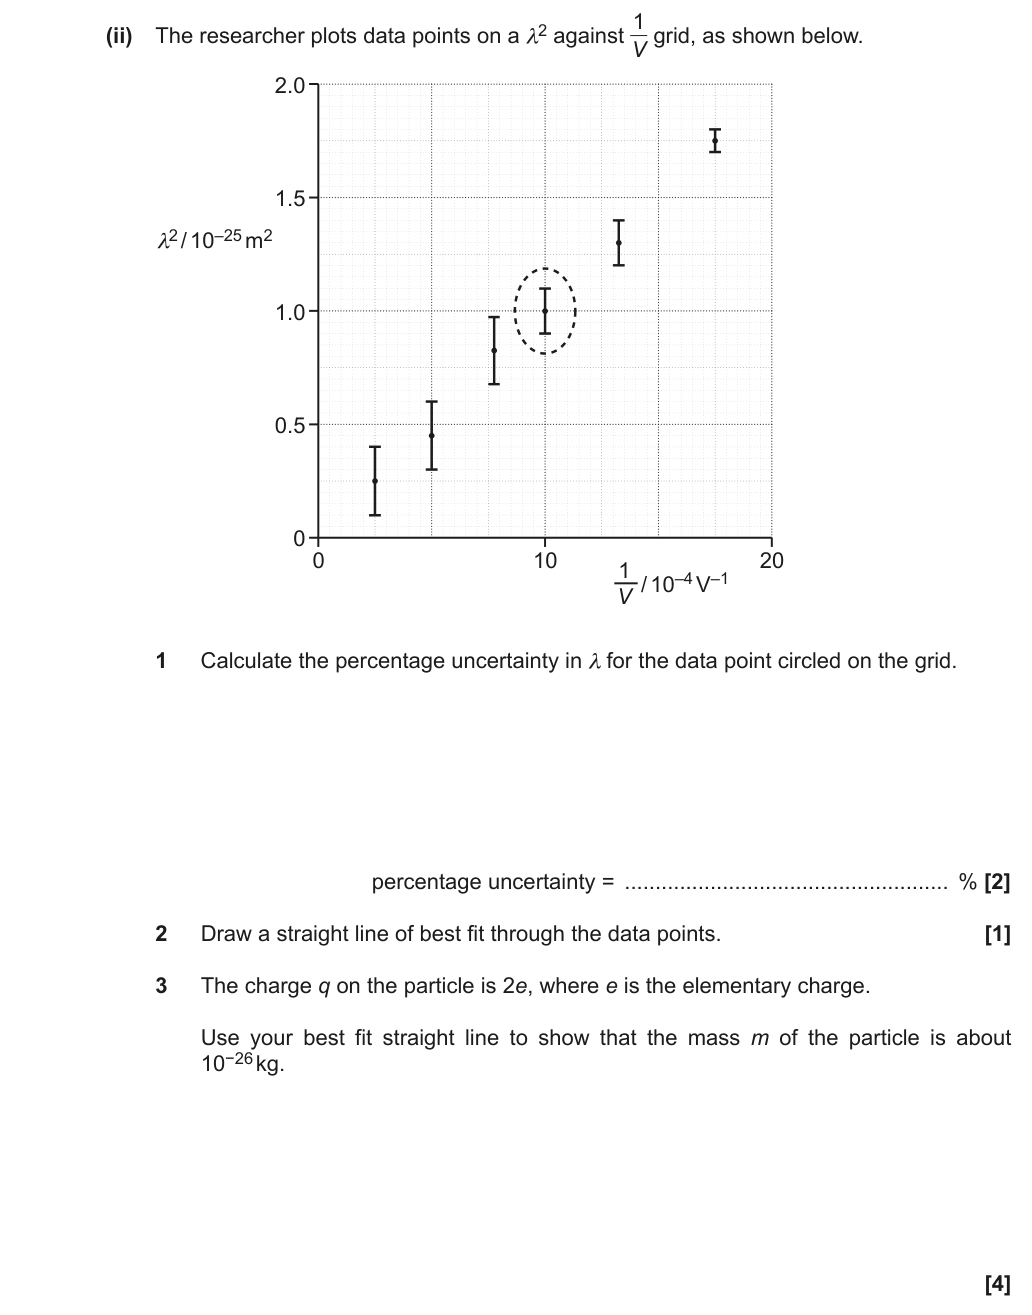 (ii) The researcher plots data points on a λ² against 1/V grid, as shown below.
2.0
1.5
λ² / 10⁻²⁵ m²
1.0
0.5
0
0 10 20
1/V / 10⁻⁴ V⁻¹
1 Calculate the percentage uncertainty in λ for the data point circled on the grid.
percentage uncertainty = ..................................................... % [2]
2 Draw a straight line of best fit through the data points. [1]
3 The charge q on the particle is 2e, where e is the elementary charge.
Use your best fit straight line to show that the mass m of the particle is about
10⁻²⁶ kg.
[4]